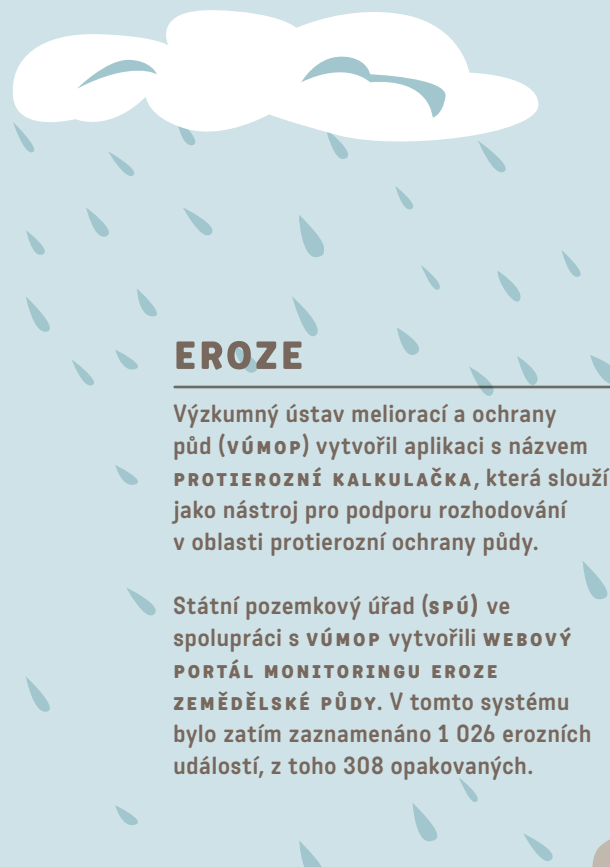 EROZE
Výzkumný ústav meliorací a ochrany
půd (VÚMOP) vytvořil aplikaci s názvem
PROTIEROZNÍ KALKULAČKA, která slouží
jako nástroj pro podporu rozhodování
v oblasti protierozní ochrany půdy.
Státní pozemkový úřad (SPÚ) ve
spolupráci s VÚMOP vytvořili WEBOVÝ
PORTÁL MONITORINGU EROZE
ZEMĚDĚLSKÉ PŮDY. V tomto systému
bylo zatím zaznamenáno 1 026 erozních
událostí, z toho 308 opakovaných.